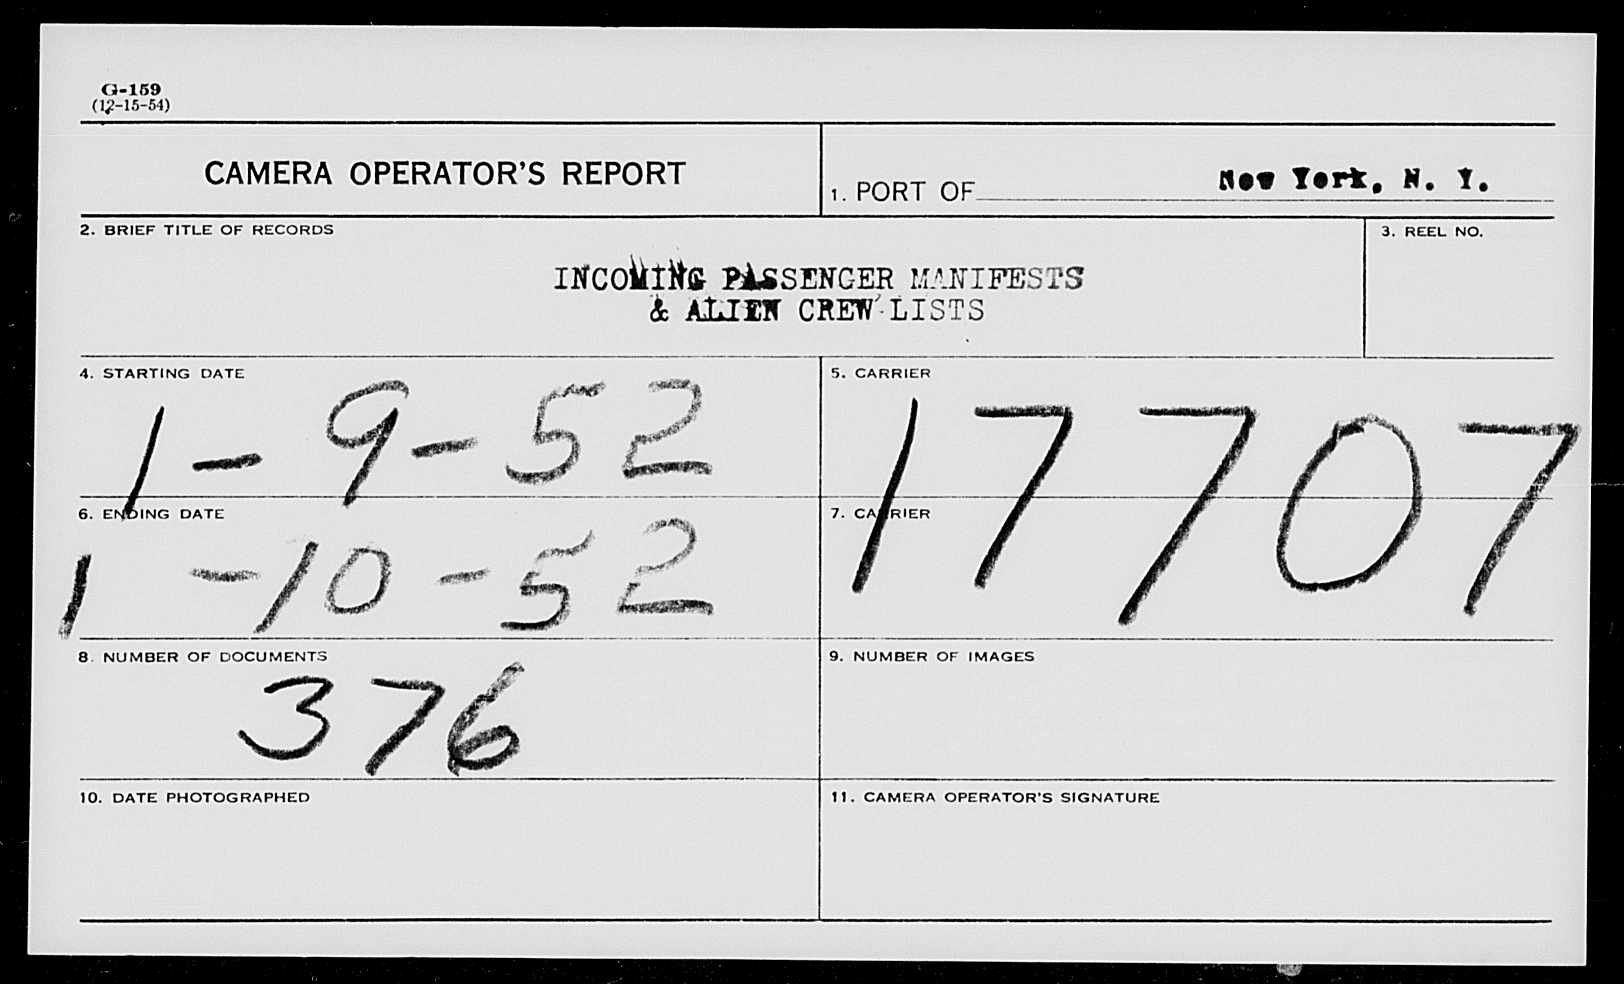 G-159
(12-15-54)
CAMERA OPERATOR'S REPORT
1. PORT OF New York, N. Y.
2. BRIEF TITLE OF RECORDS
INCOMING PASSENGER MANIFESTS
& ALIEN CREW LISTS
3. REEL NO.
4. STARTING DATE
1-9-52
5. CARRIER
17707
6. ENDING DATE
1-10-52
7. CARRIER
8. NUMBER OF DOCUMENTS
376
9. NUMBER OF IMAGES
10. DATE PHOTOGRAPHED
11. CAMERA OPERATOR'S SIGNATURE